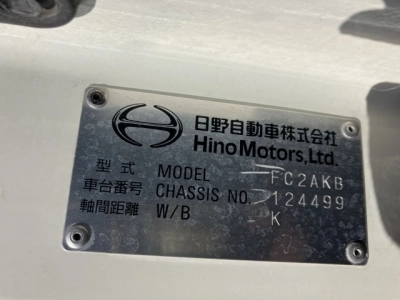 日野自動車株式会社
Hino Motors, Ltd.
型式 MODEL FC2AKB
車台番号 CHASSIS NO. 124499
軸間距離 W/B K